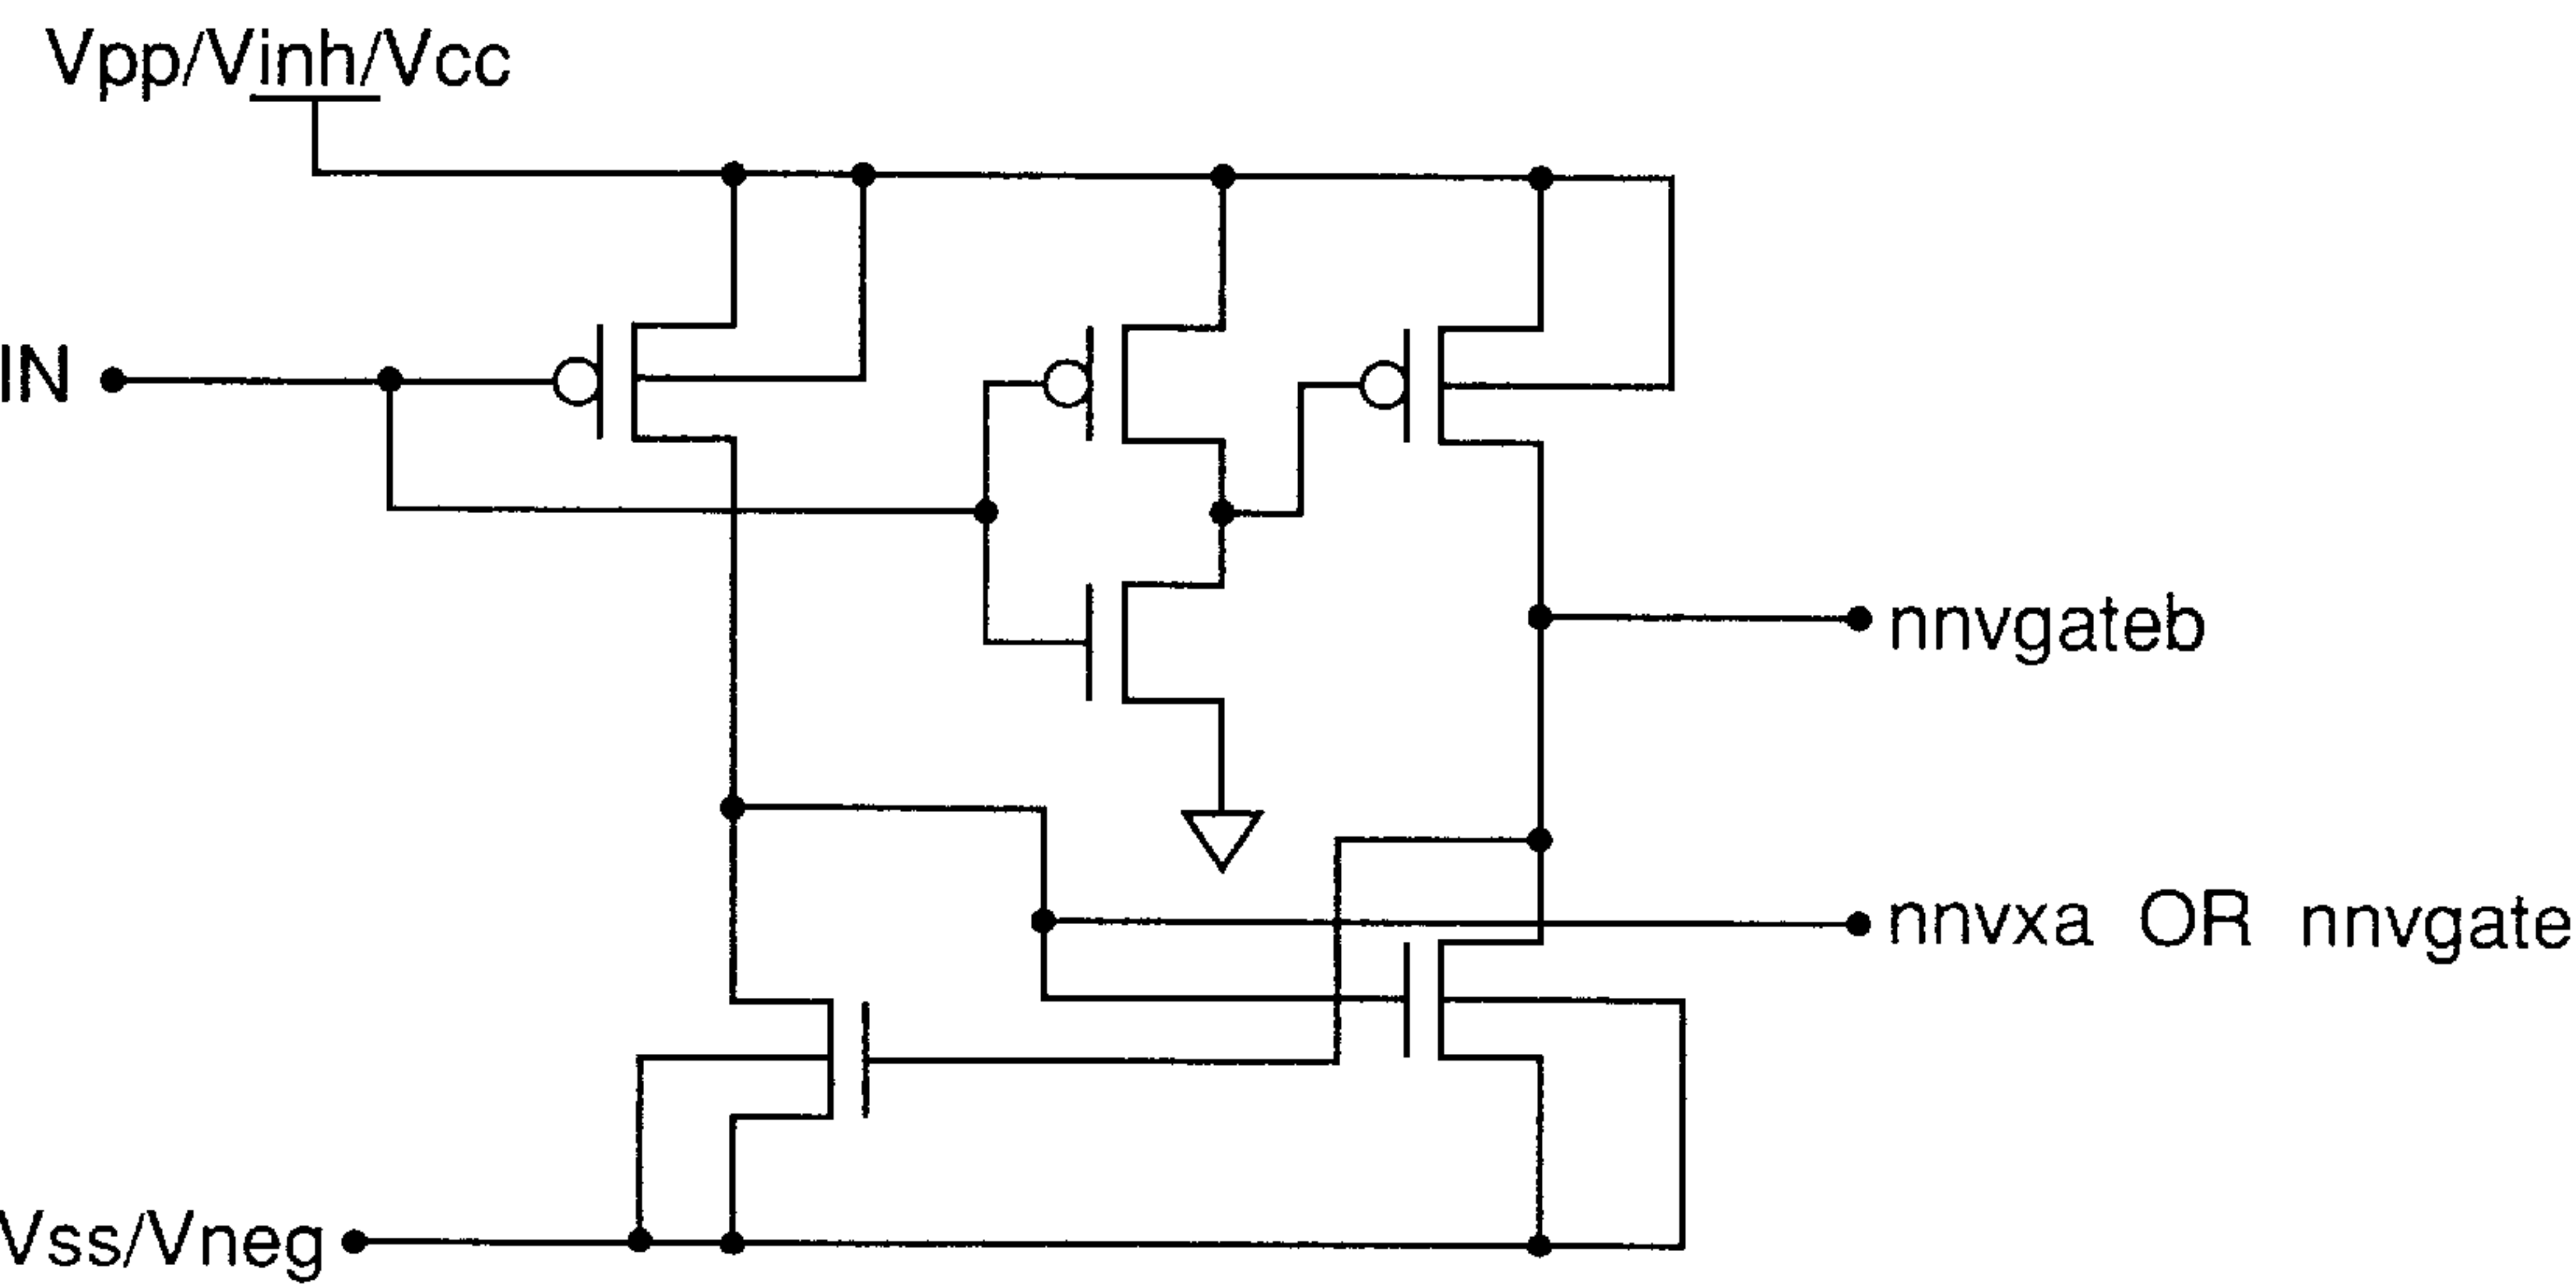 Vpp/Vinh/Vcc
IN
nnvgateb
nnvxa OR nnvgate
Vss/Vneg